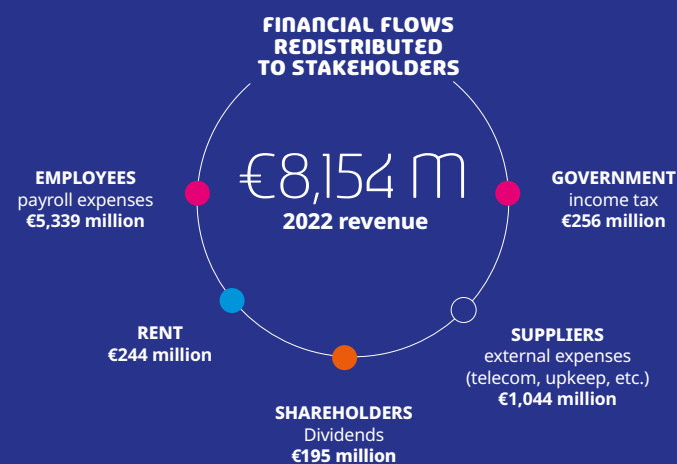 FINANCIAL FLOWS
REDISTRIBUTED
TO STAKEHOLDERS
€8,154 M
2022 revenue
EMPLOYEES
payroll expenses
€5,339 million
GOVERNMENT
income tax
€256 million
RENT
€244 million
SUPPLIERS
external expenses
(telecom, upkeep, etc.)
€1,044 million
SHAREHOLDERS
Dividends
€195 million